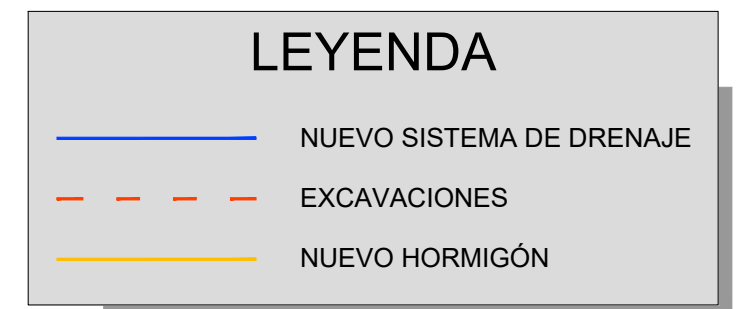 LEYENDA
NUEVO SISTEMA DE DRENAJE
EXCAVACIONES
NUEVO HORMIGÓN